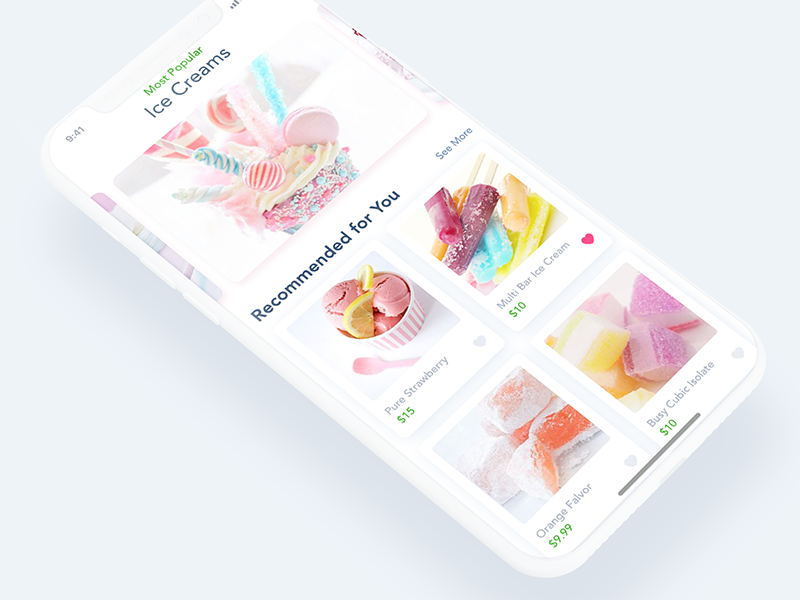 9:41
Most Popular
Ice Creams
Recommended for You
See More
Pure Strawberry
$15
Multi Bar Ice Cream
$10
Orange Falvor
$9.99
Busy Cubic Isolate
$10